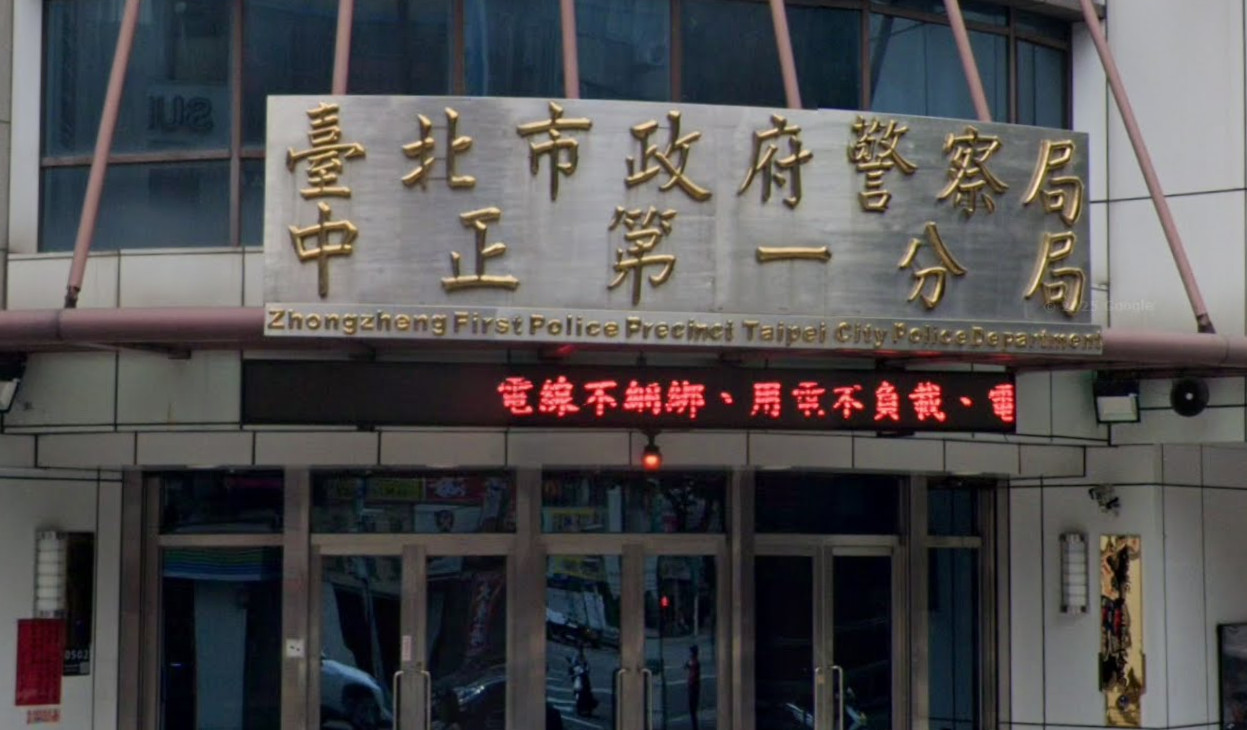 臺北市政府警察局
中正第一分局
Zhongzheng First Police Precinct Taipei City Police Department
電線不綑綁、用電不負載、電